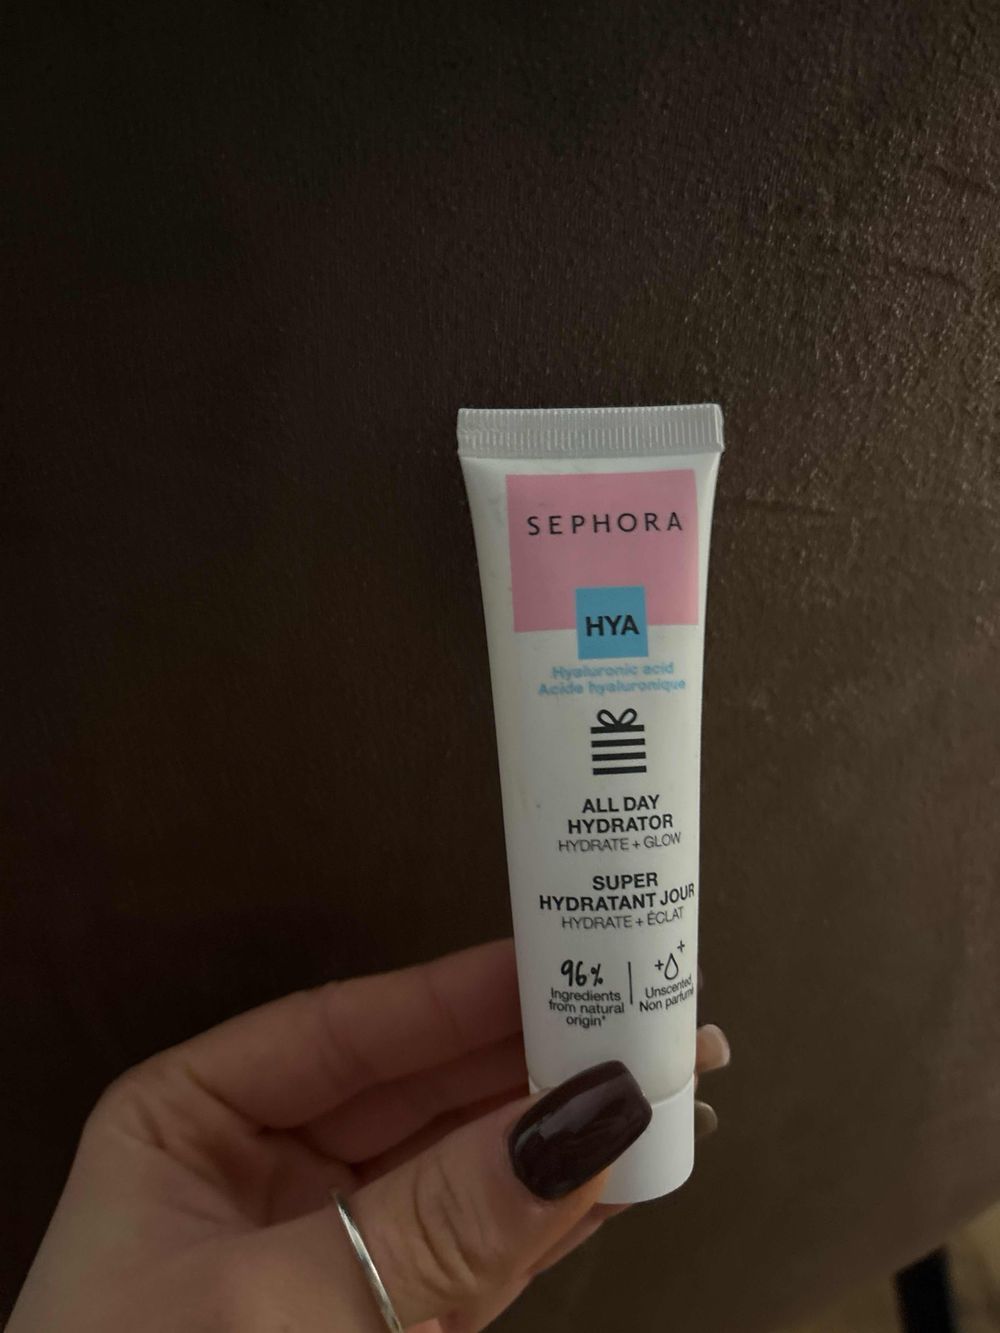 SEPHORA
HYA
Hyaluronic acid
Acide hyaluronique
ALL DAY
HYDRATOR
HYDRATE + GLOW
SUPER
HYDRATANT JOUR
HYDRATE + ÉCLAT
96%
Ingredients
from natural
origin*
Unscented
Non parfumé